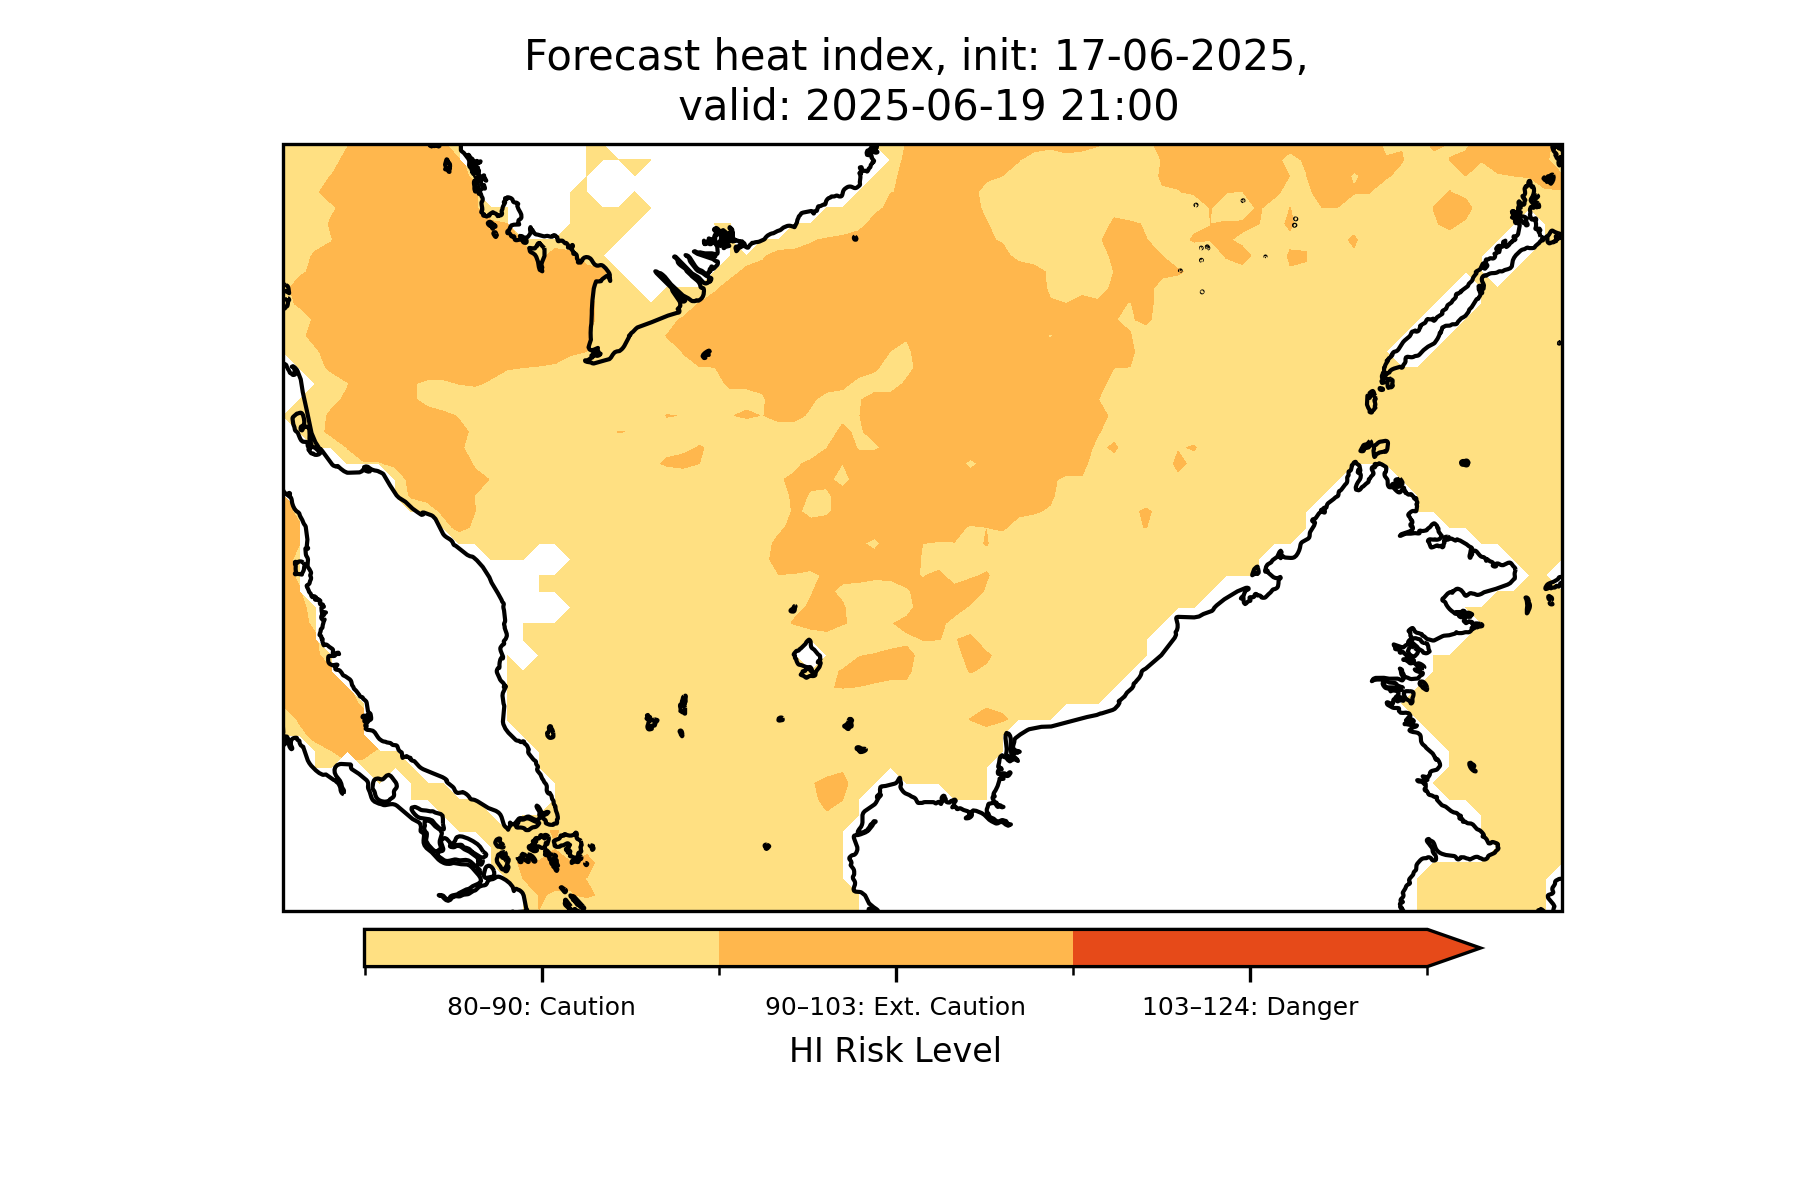 Forecast heat index, init: 17-06-2025,
valid: 2025-06-19 21:00
80–90: Caution
90–103: Ext. Caution
103–124: Danger
HI Risk Level